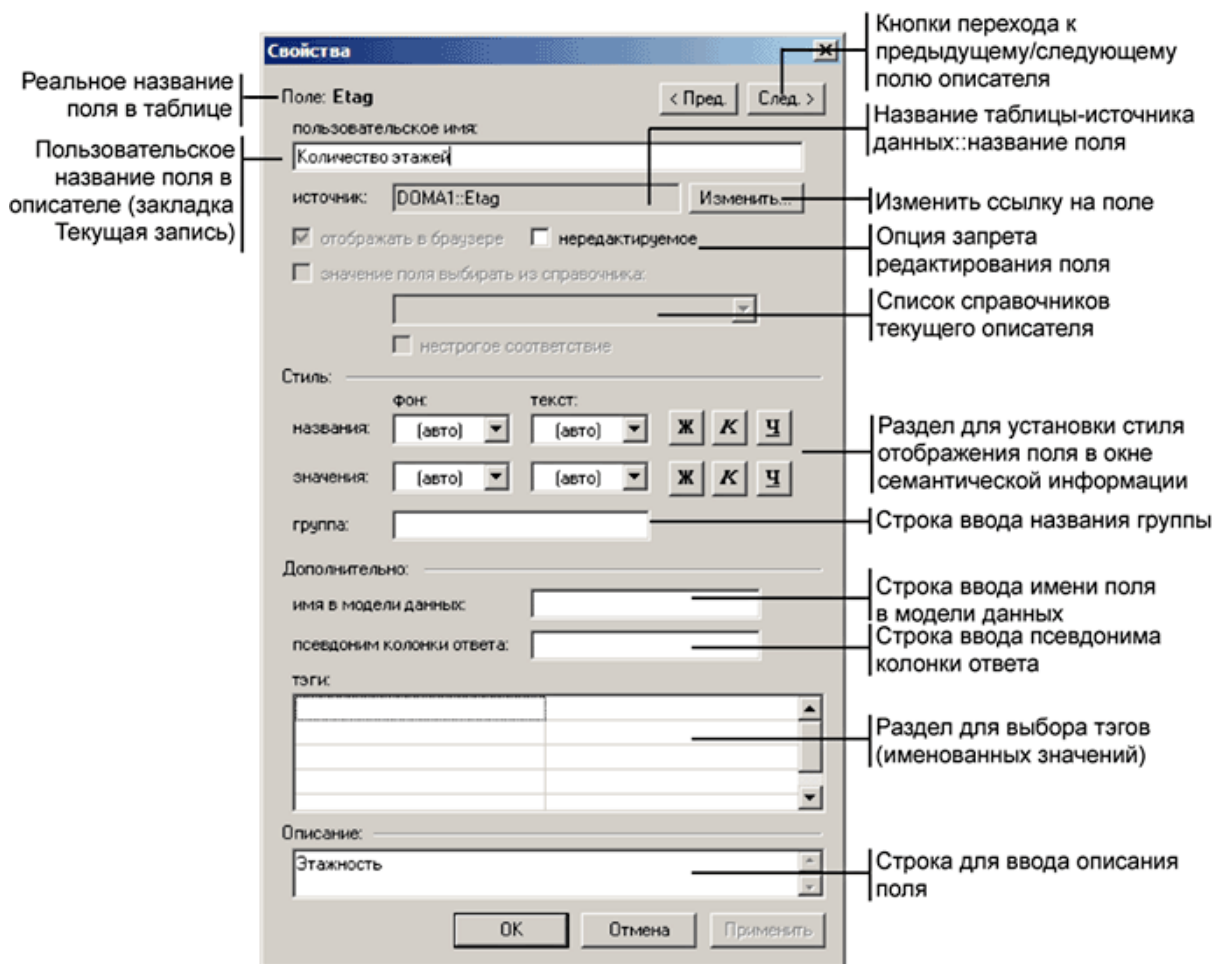 Кнопки перехода к
предыдущему/следующему
полю описателя
Свойства
Реальное название
поля в таблице
Поле: Etag
< Пред.
След. >
Название таблицы-источника
данных::название поля
пользовательское имя:
Пользовательское
название поля в
описателе (закладка
Текущая запись)
Количество этажей
источник:
DOMA1::Etag
Изменить...
Изменить ссылку на поле
отображать в браузере
нередактируемое
Опция запрета
редактирования поля
значение поля выбирать из справочника:
Список справочников
текущего описателя
нестрогое соответствие
Стиль:
фон:
текст:
названия:
(авто)
(авто)
Ж
К
Ч
Раздел для установки стиля
отображения поля в окне
семантической информации
значения:
(авто)
(авто)
Ж
К
Ч
группа:
Строка ввода названия группы
Дополнительно:
имя в модели данных:
Строка ввода имени поля
в модели данных
псевдоним колонки ответа:
Строка ввода псевдонима
колонки ответа
тэги:
Раздел для выбора тэгов
(именованных значений)
Описание:
Этажность
Строка для ввода описания
поля
OK
Отмена
Применить